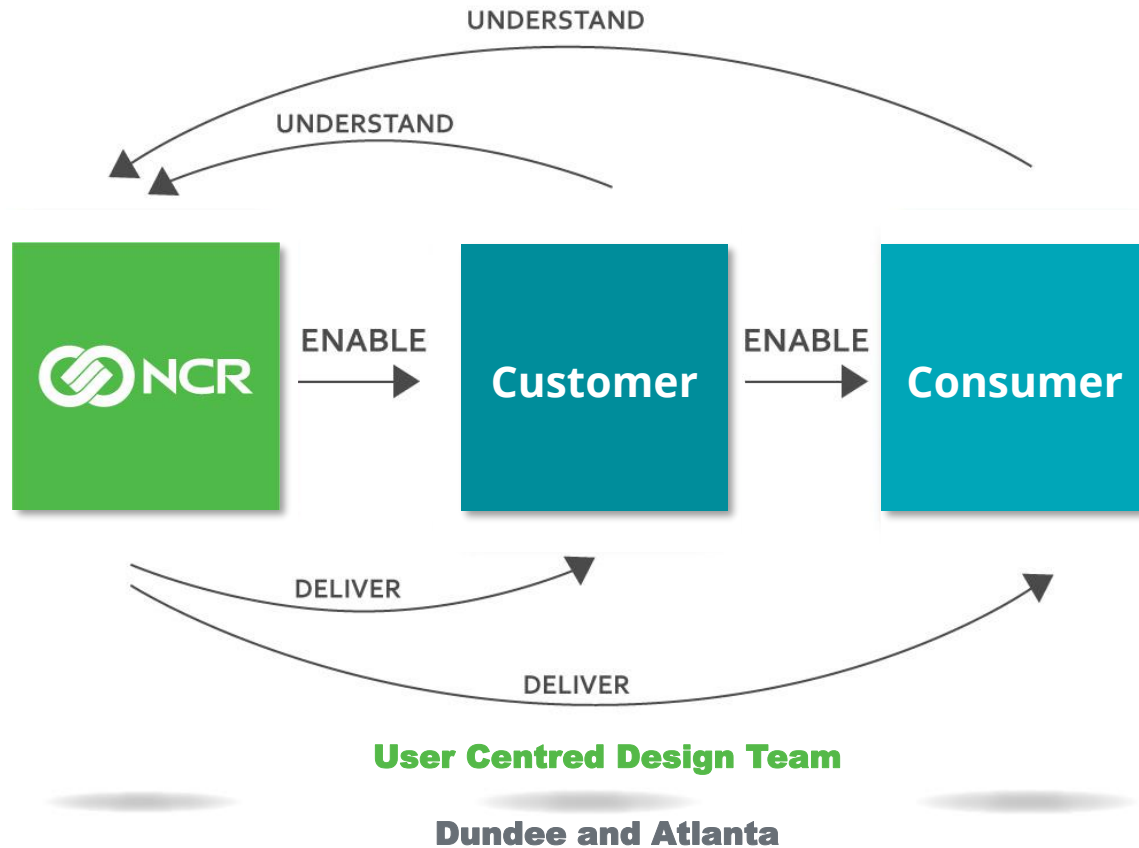 UNDERSTAND
UNDERSTAND
ENABLE
ENABLE
NCR
Customer
Consumer
DELIVER
DELIVER
User Centred Design Team
Dundee and Atlanta